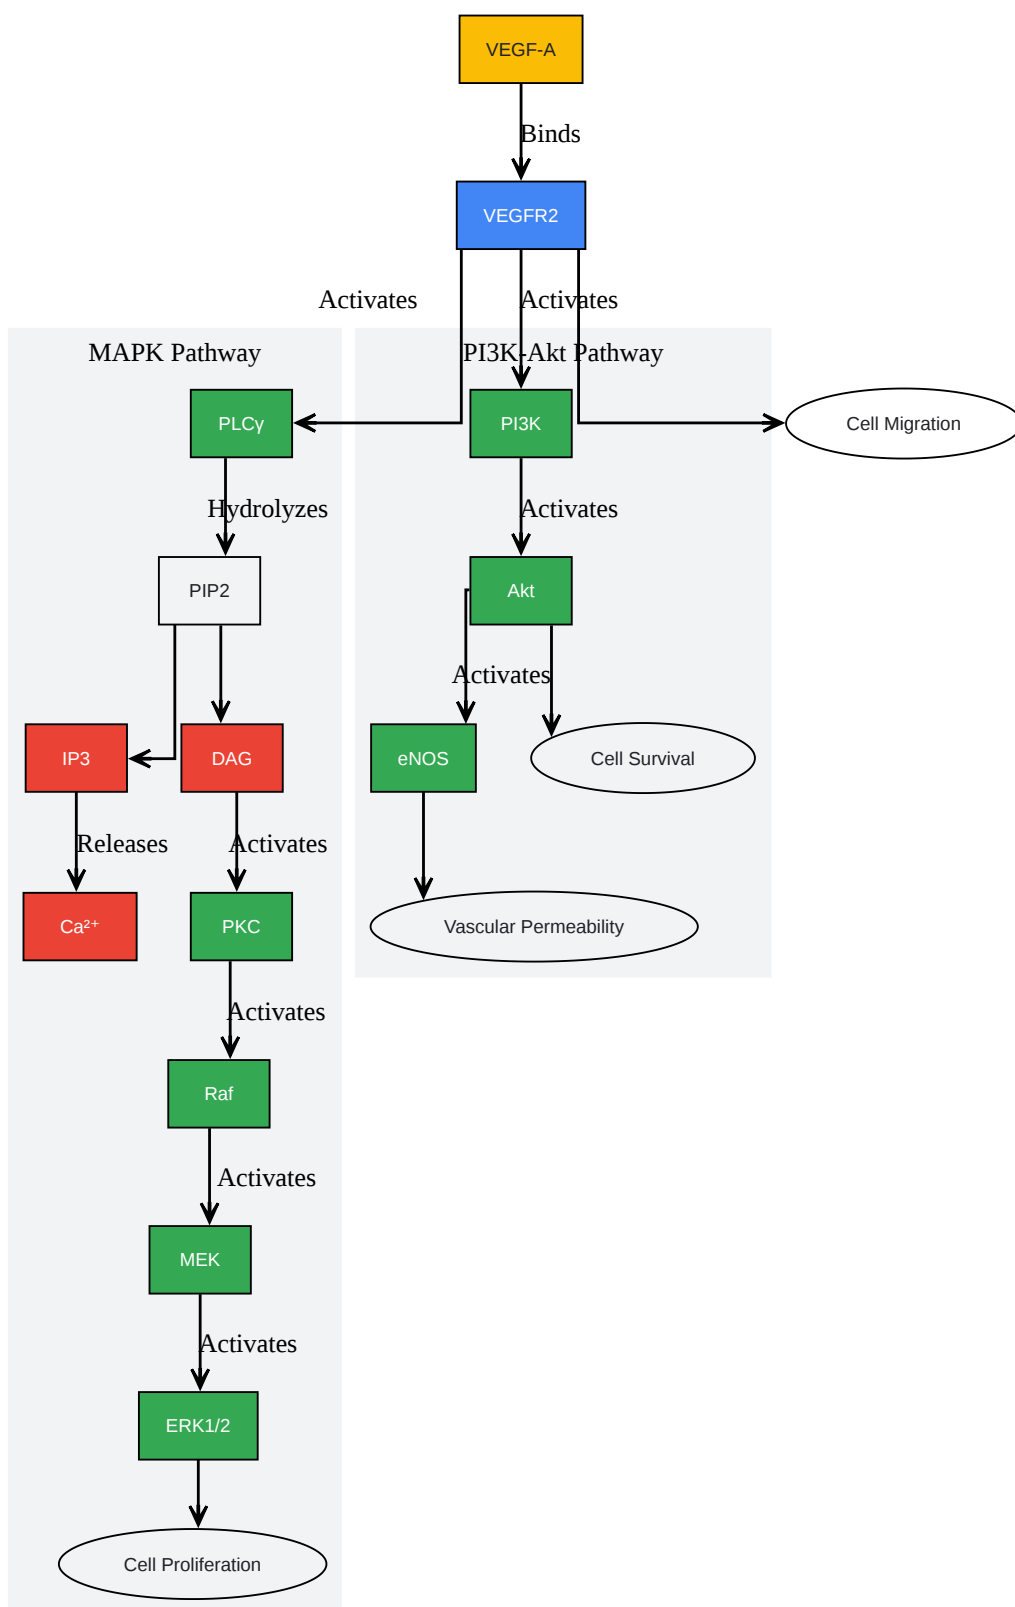 VEGF-A
Binds
VEGFR2
Activates
Activates
MAPK Pathway
PI3K-Akt Pathway
PLCγ
PI3K
Cell Migration
Hydrolyzes
Activates
PIP2
Akt
Activates
IP3
DAG
eNOS
Cell Survival
Releases
Activates
Ca²⁺
PKC
Vascular Permeability
Activates
Raf
Activates
MEK
Activates
ERK1/2
Cell Proliferation